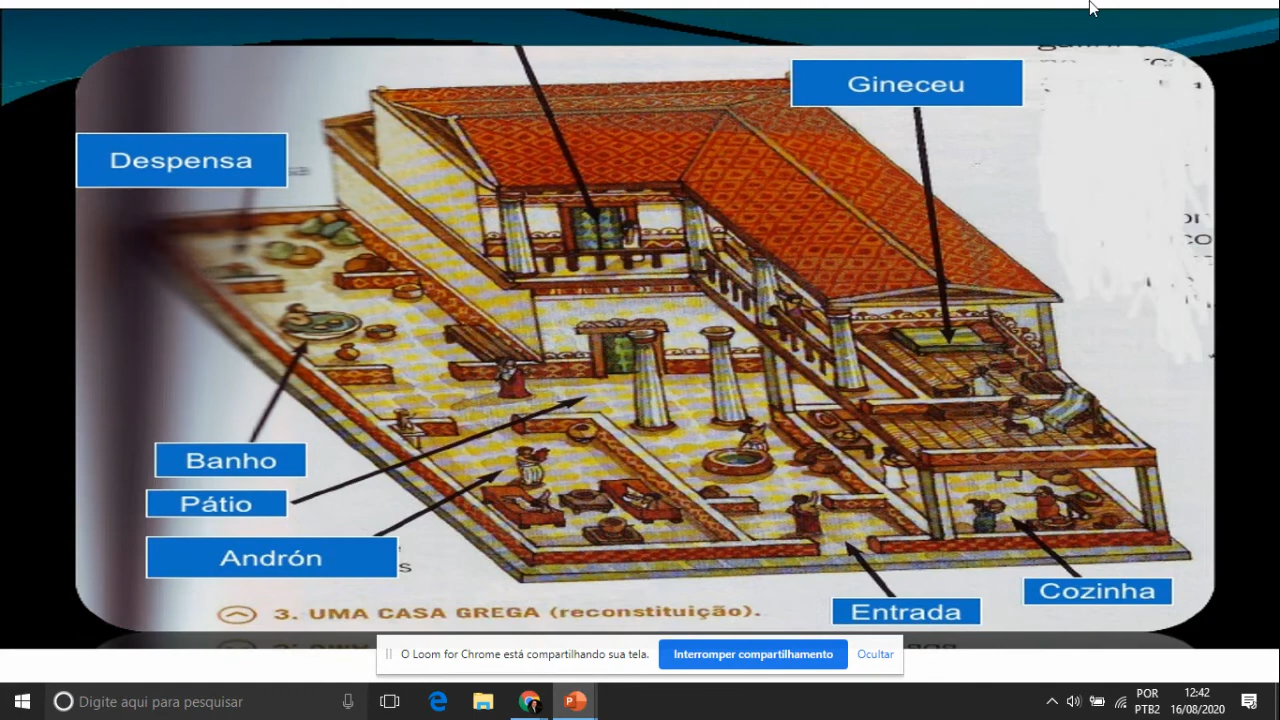 Gineceu
Despensa
Banho
Pátio
Andrón
s
3. UMA CASA GREGA (reconstituição).
Entrada
Cozinha
O Loom for Chrome está compartilhando sua tela.
Interromper compartilhamento
Ocultar
Digite aqui para pesquisar
POR
PTB2
12:42
16/08/2020